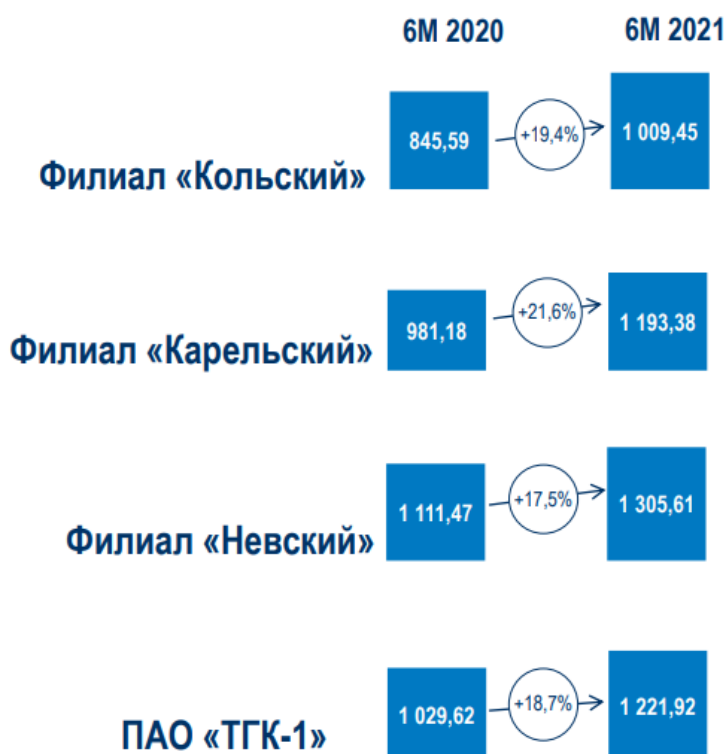 6М 2020 6М 2021
Филиал «Кольский» 845,59 +19,4% 1 009,45
Филиал «Карельский» 981,18 +21,6% 1 193,38
Филиал «Невский» 1 111,47 +17,5% 1 305,61
ПАО «ТГК-1» 1 029,62 +18,7% 1 221,92